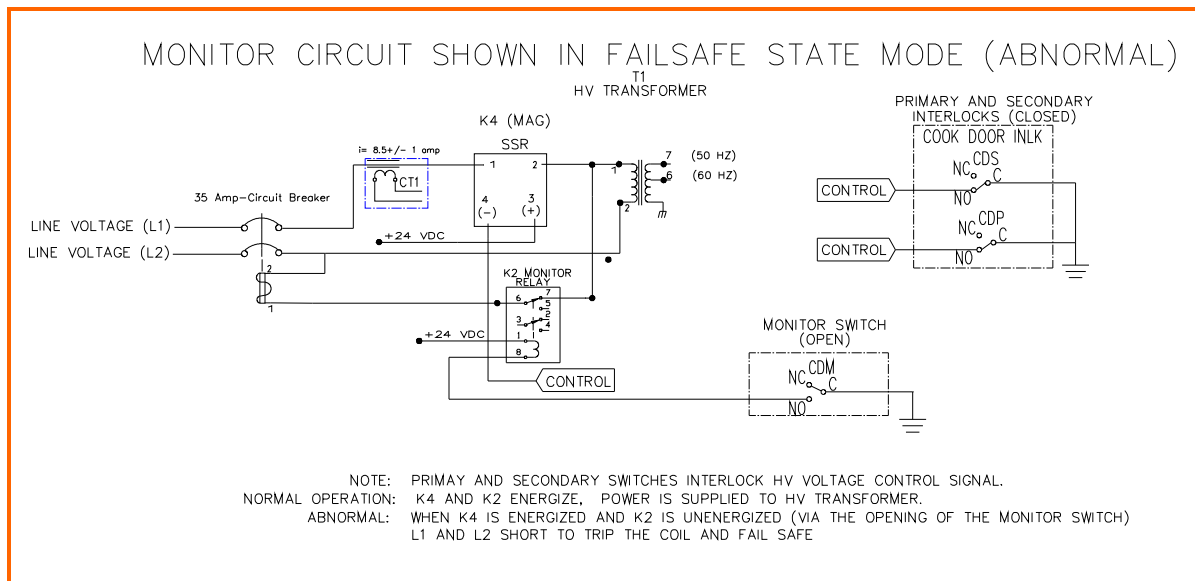 MONITOR CIRCUIT SHOWN IN FAILSAFE STATE MODE (ABNORMAL)
T1
HV TRANSFORMER
PRIMARY AND SECONDARY
INTERLOCKS (CLOSED)
COOK DOOR INLK
K4 (MAG)
SSR
i= 8.5+/- 1 amp
1
2
1
7 (50 HZ)
6 (60 HZ)
NC
CDS
C
CT1
4
(-)
3
(+)
2
CONTROL
NO
35 Amp-Circuit Breaker
LINE VOLTAGE (L1)
+24 VDC
NC
CDP
C
LINE VOLTAGE (L2)
CONTROL
NO
2
K2 MONITOR
RELAY
1
6
7
5
3
2
4
+24 VDC
1
8
MONITOR SWITCH
(OPEN)
CONTROL
NC
CDM
C
NO
NOTE: PRIMAY AND SECONDARY SWITCHES INTERLOCK HV VOLTAGE CONTROL SIGNAL.
NORMAL OPERATION: K4 AND K2 ENERGIZE, POWER IS SUPPLIED TO HV TRANSFORMER.
ABNORMAL: WHEN K4 IS ENERGIZED AND K2 IS UNENERGIZED (VIA THE OPENING OF THE MONITOR SWITCH)
L1 AND L2 SHORT TO TRIP THE COIL AND FAIL SAFE